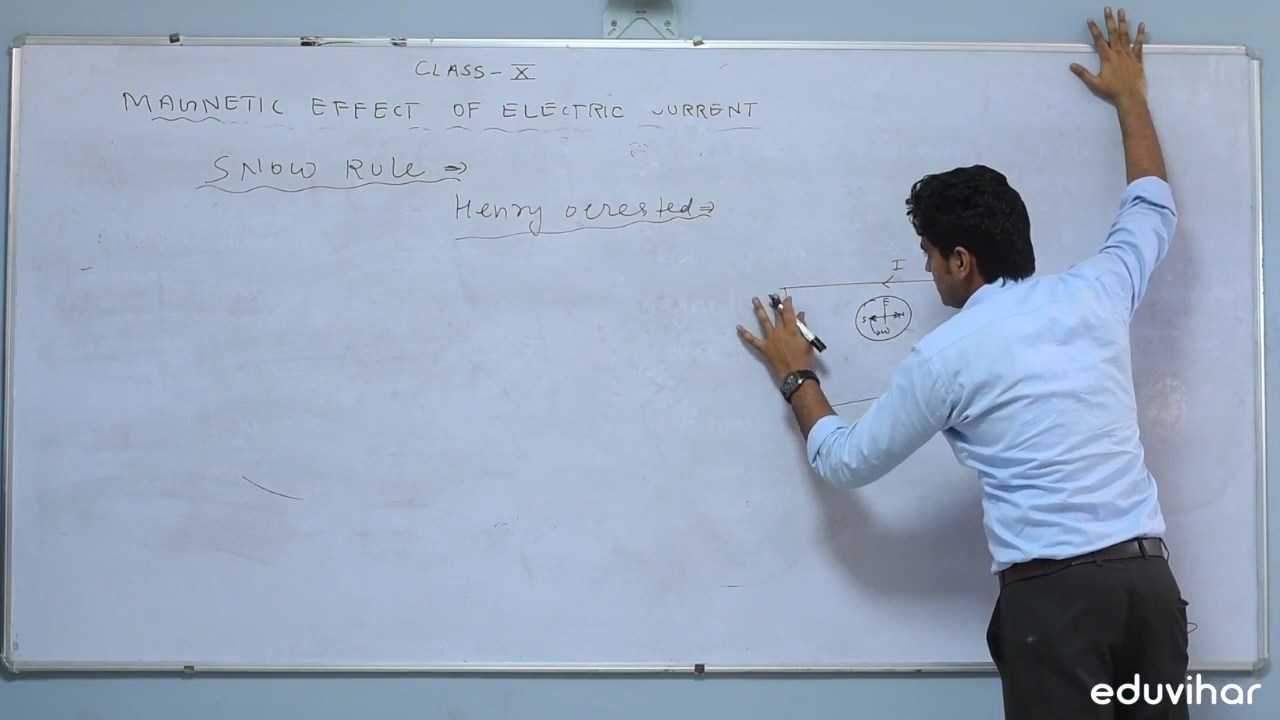 CLASS - X
MAGNETIC EFFECT OF ELECTRIC CURRENT
SNOW RULE ⇒
Henry oerested ⇒
I
E
S N
W
eduvihar